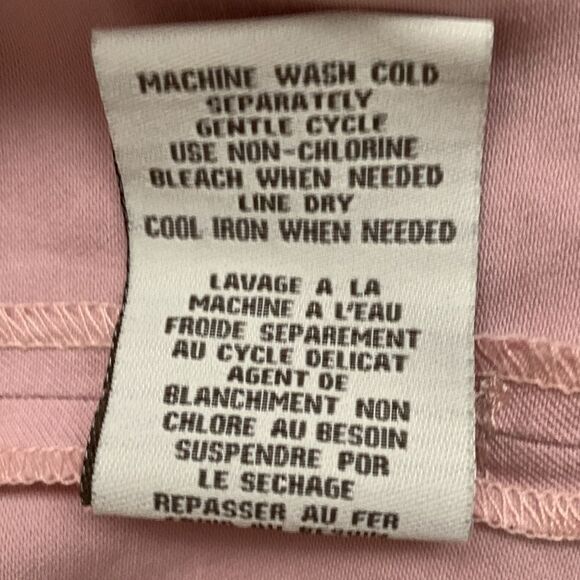 MACHINE WASH COLD
SEPARATELY
GENTLE CYCLE
USE NON-CHLORINE
BLEACH WHEN NEEDED
LINE DRY
COOL IRON WHEN NEEDED
LAVAGE A LA
MACHINE A L'EAU
FROIDE SEPAREMENT
AU CYCLE DELICAT
AGENT DE
BLANCHIMENT NON
CHLORE AU BESOIN
SUSPENDRE POR
LE SECHAGE
REPASSER AU FER